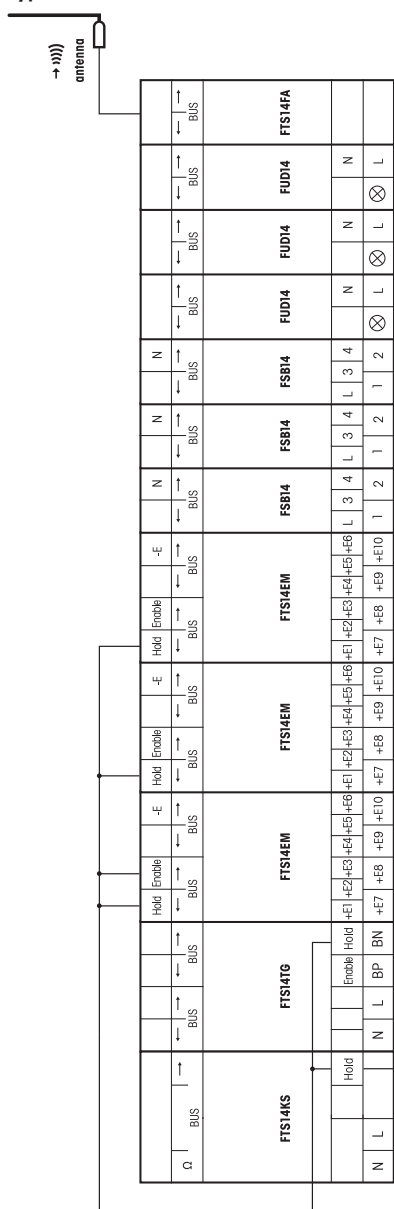 antenna
Hold Enable -E Hold Enable -E Hold Enable -E N N N
Ω → ← → ← → ← → ← → ← → ← → ← → ← → ← → ← → ← → ← → ← → ← → ← →
BUS BUS BUS BUS BUS BUS BUS BUS BUS BUS BUS BUS BUS BUS BUS BUS
FTS14KS FTS14TG FTS14EM FTS14EM FTS14EM FSB14 FSB14 FSB14 FUD14 FUD14 FUD14 FTS14FA
Hold Enable Hold +E1 +E2 +E3 +E4 +E5 +E6 +E1 +E2 +E3 +E4 +E5 +E6 +E1 +E2 +E3 +E4 +E5 +E6 L 3 4 L 3 4 L 3 4 N N N
N L N L BP BN +E7 +E8 +E9 +E10 +E7 +E8 +E9 +E10 +E7 +E8 +E9 +E10 1 2 1 2 1 2 L L L